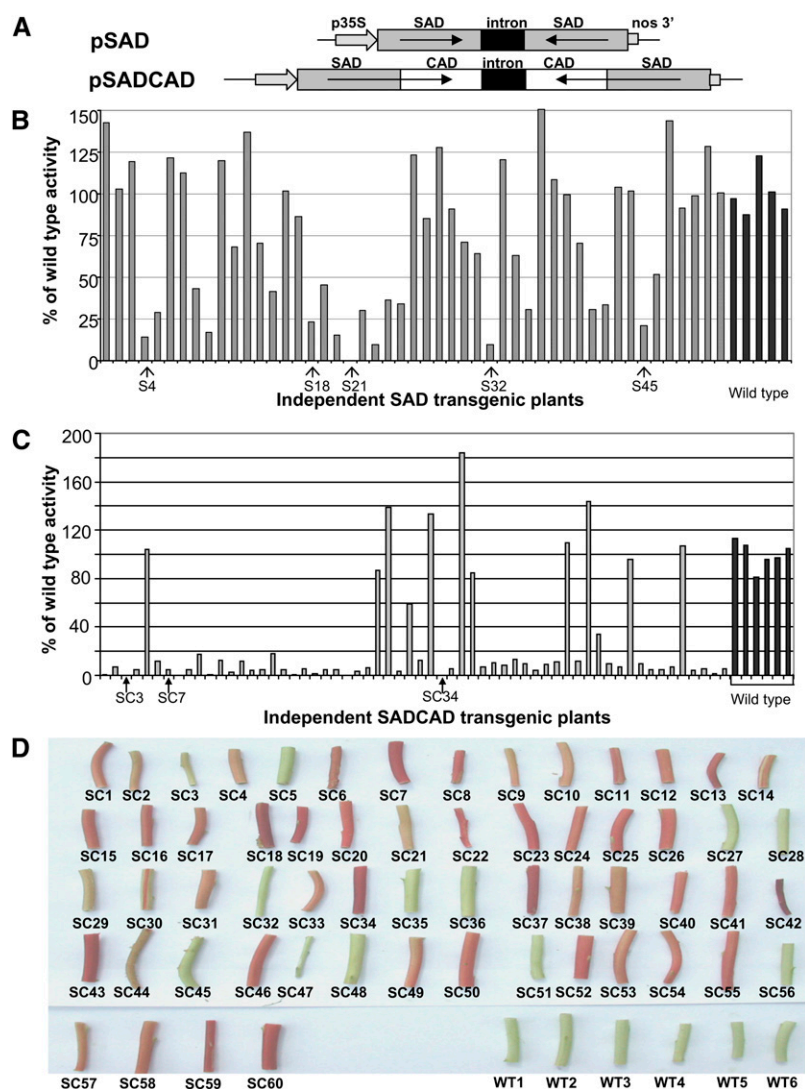 A
pSAD
p35S
SAD
intron
SAD
nos 3'
pSADCAD
SAD
CAD
intron
CAD
SAD
B
% of wild type activity
150
125
100
75
50
25
0
S4
S18
S21
S32
S45
Independent SAD transgenic plants
Wild type
C
% of wild type activity
200
160
120
80
40
0
SC3
SC7
SC34
Independent SADCAD transgenic plants
Wild type
D
SC1 SC2 SC3 SC4 SC5 SC6 SC7 SC8 SC9 SC10 SC11 SC12 SC13 SC14
SC15 SC16 SC17 SC18 SC19 SC20 SC21 SC22 SC23 SC24 SC25 SC26 SC27 SC28
SC29 SC30 SC31 SC32 SC33 SC34 SC35 SC36 SC37 SC38 SC39 SC40 SC41 SC42
SC43 SC44 SC45 SC46 SC47 SC48 SC49 SC50 SC51 SC52 SC53 SC54 SC55 SC56
SC57 SC58 SC59 SC60 WT1 WT2 WT3 WT4 WT5 WT6